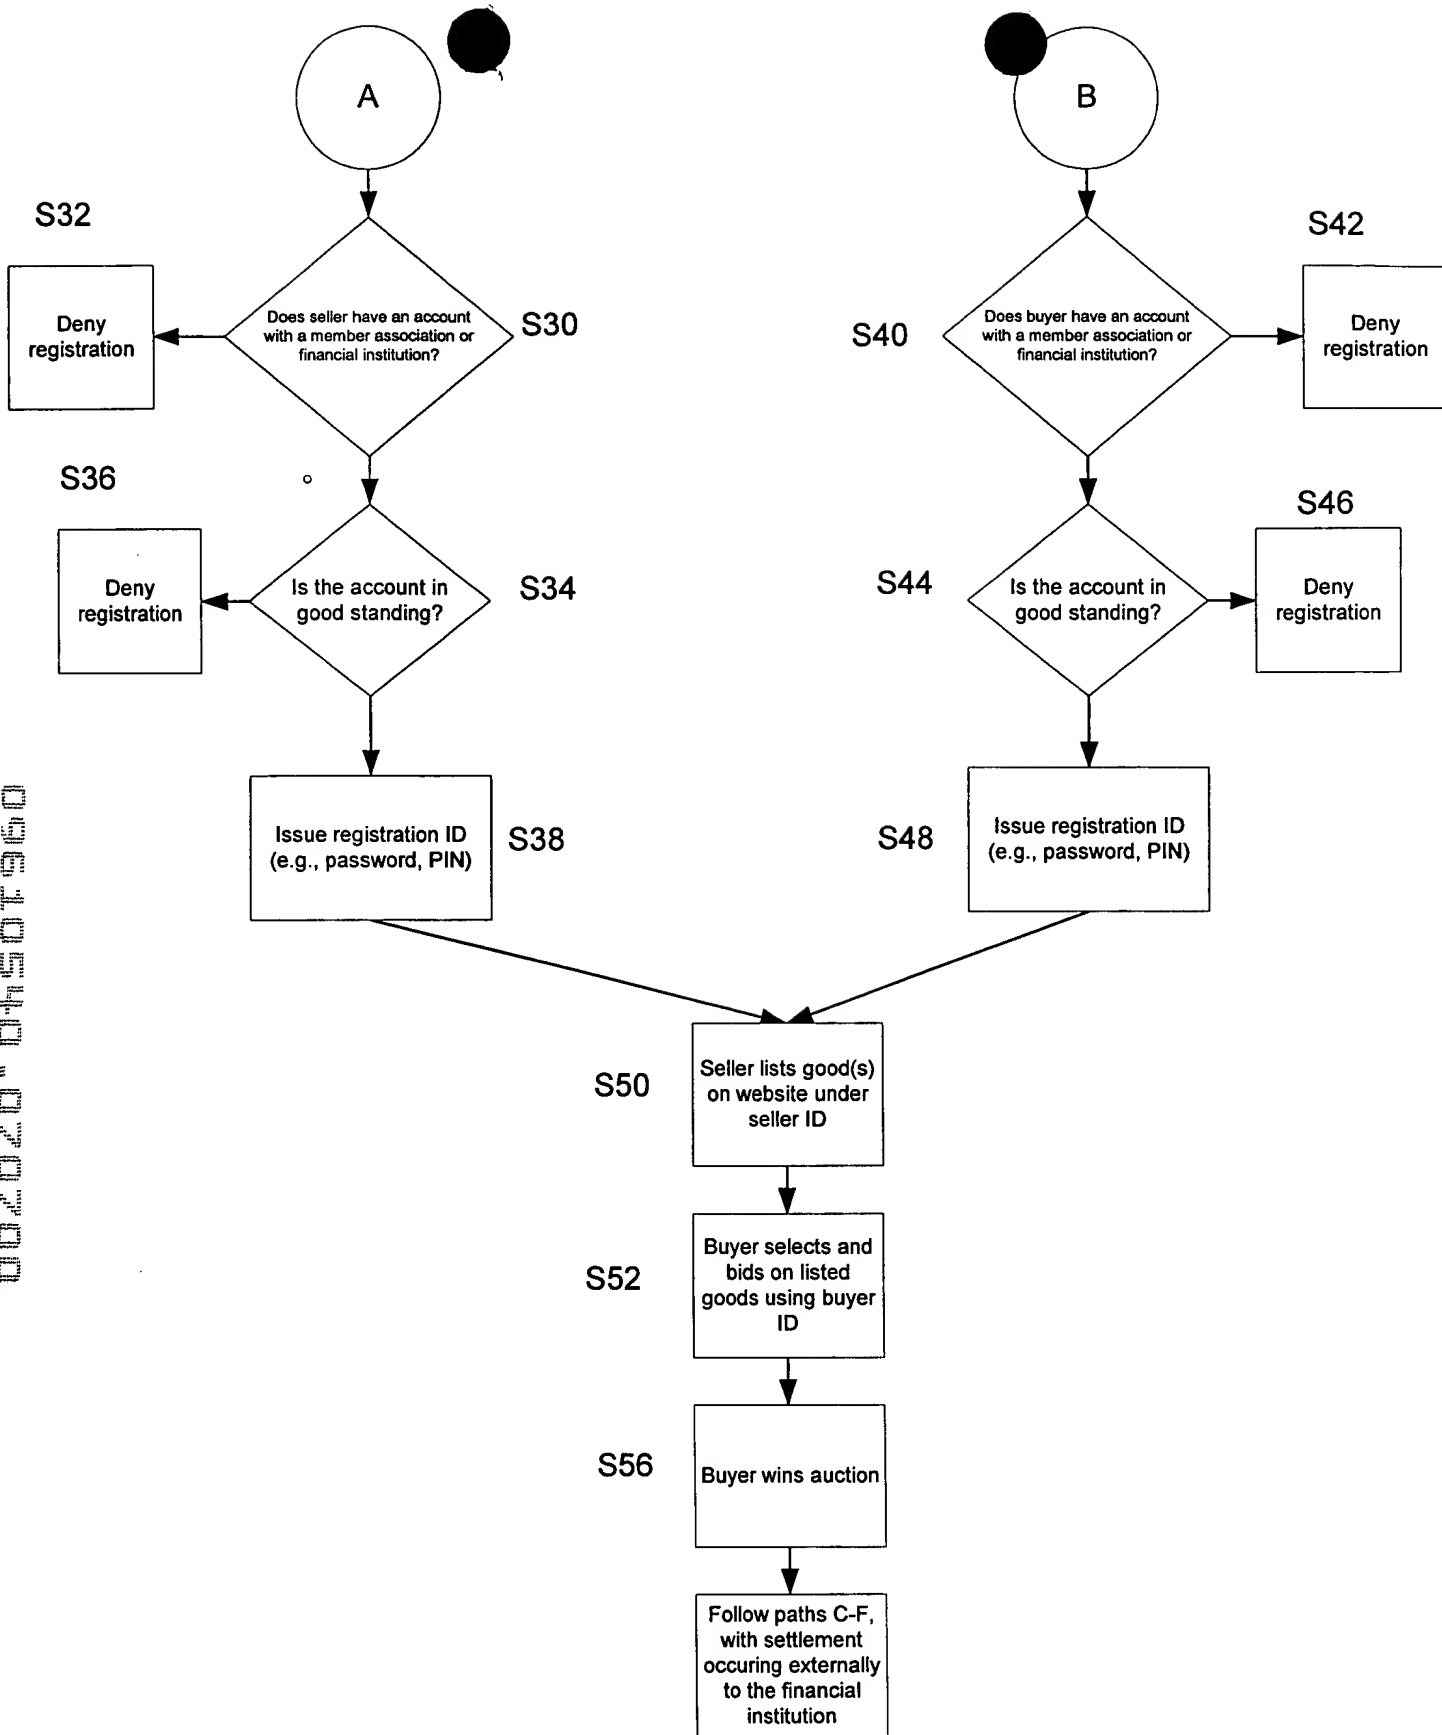 A
B
S32
S42
Deny
registration
Does seller have an account
with a member association or
financial institution?
S30
S40
Does buyer have an account
with a member association or
financial institution?
Deny
registration
S36
S46
Deny
registration
Is the account in
good standing?
S34
S44
Is the account in
good standing?
Deny
registration
Issue registration ID
(e.g., password, PIN)
S38
S48
Issue registration ID
(e.g., password, PIN)
S50
Seller lists good(s)
on website under
seller ID
S52
Buyer selects and
bids on listed
goods using buyer
ID
S56
Buyer wins auction
Follow paths C-F,
with settlement
occuring externally
to the financial
institution